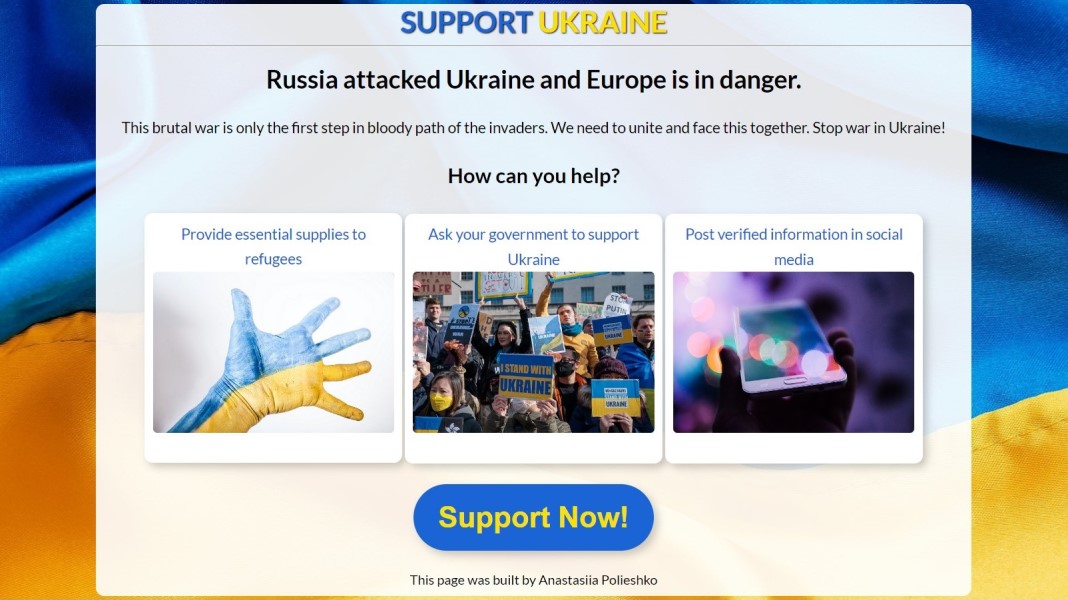 SUPPORT UKRAINE
Russia attacked Ukraine and Europe is in danger.
This brutal war is only the first step in bloody path of the invaders. We need to unite and face this together. Stop war in Ukraine!
How can you help?
Provide essential supplies to
refugees
Ask your government to support
Ukraine
Post verified information in social
media
STOP
PUTIN
I STAND WITH
UKRAINE
Support Now!
This page was built by Anastasiia Polieshko